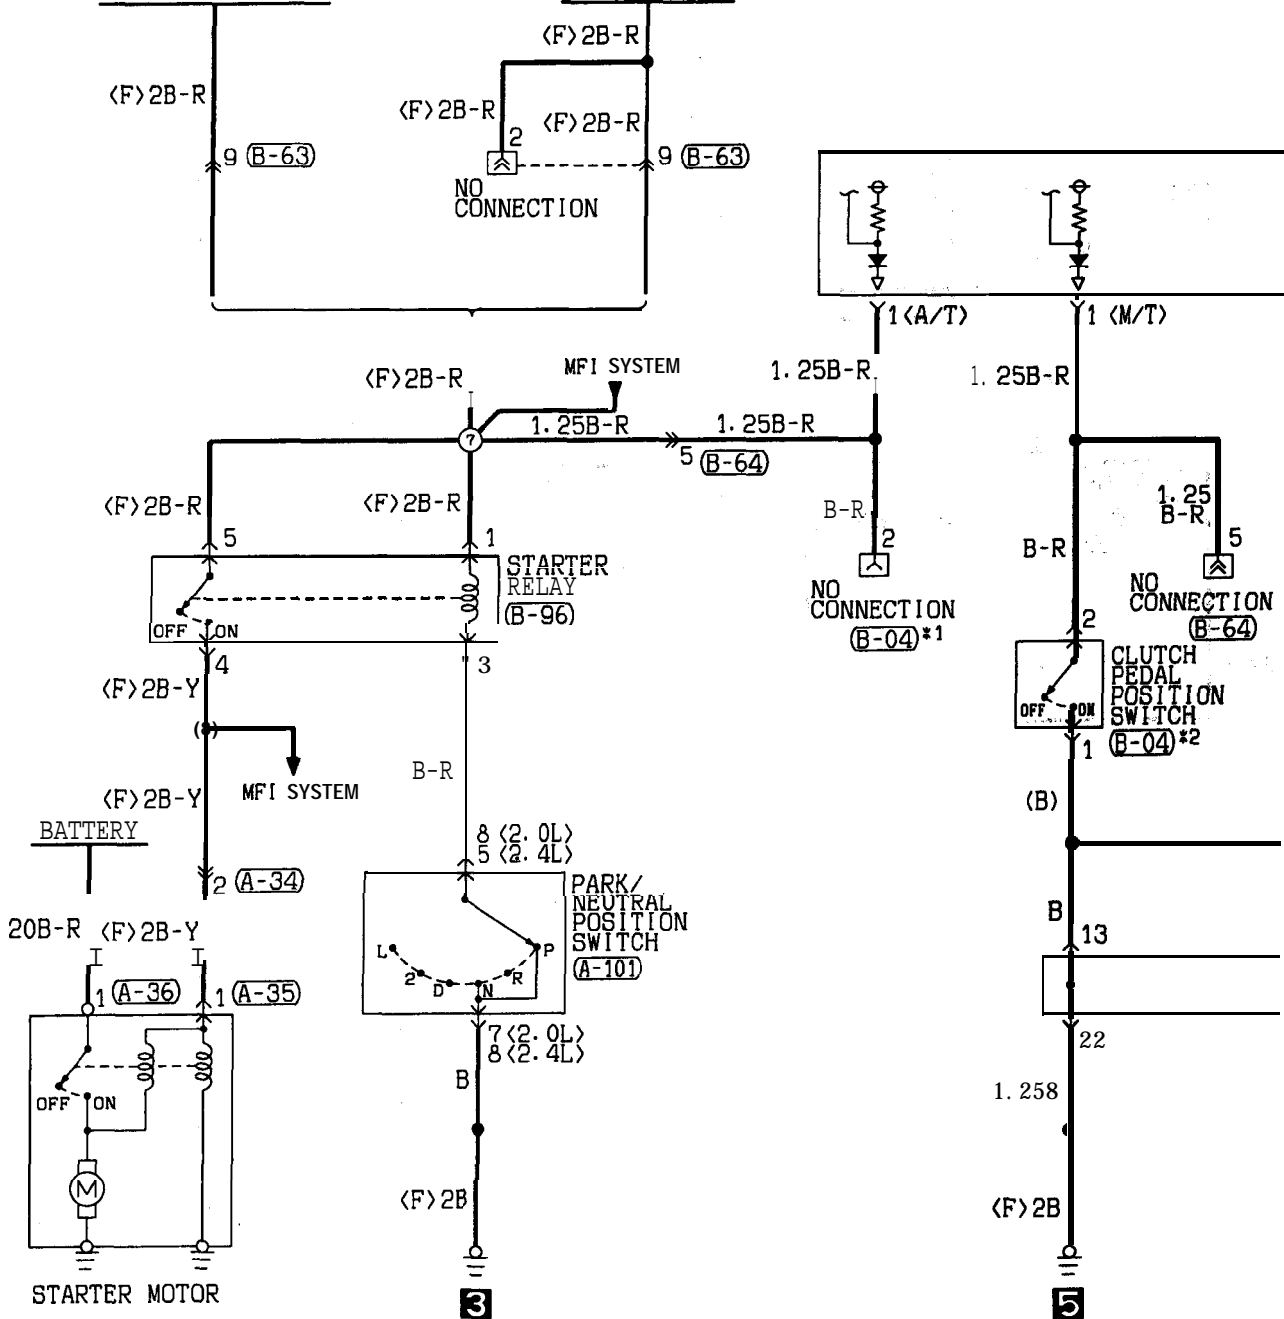 <F>2B-R
<F>2B-R
<F>2B-R
<F>2B-R
2
9 (B-63)
9 (B-63)
NO
CONNECTION
1<A/T>
1 <M/T>
MFI SYSTEM
<F>2B-R
1.25B-R
1.25B-R
1.25B-R
1.25B-R
7
5 (B-64)
<F>2B-R
<F>2B-R
B-R
1.25
B-R
5
1
2
B-R
5
STARTER
RELAY
(B-96)
OFF
ON
NO
CONNECTION
(B-04)*1
NO
CONNECTION
(B-64)
2
4
3
<F>2B-Y
CLUTCH
PEDAL
POSITION
SWITCH
(B-04)*2
OFF
ON
1
MFI SYSTEM
B-R
<F>2B-Y
(B)
BATTERY
8<2.0L>
5<2.4L>
2 (A-34)
PARK/
NEUTRAL
POSITION
SWITCH
(A-101)
L
2
D
N
R
P
20B-R
<F>2B-Y
B
13
1 (A-36)
1 (A-35)
7<2.0L>
8<2.4L>
22
B
1.258
OFF
ON
M
<F>2B
<F>2B
STARTER MOTOR
3
5